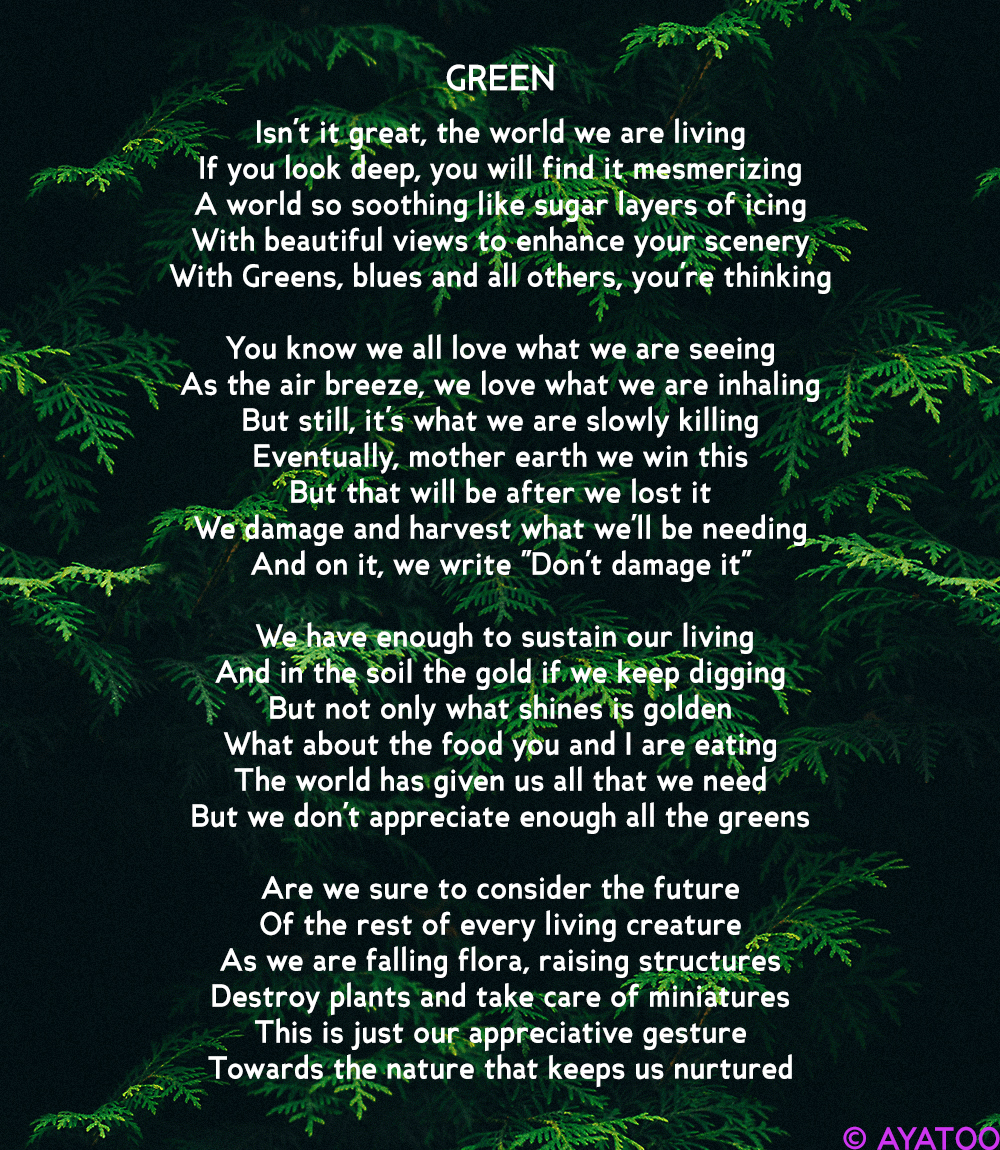 GREEN
Isn't it great, the world we are living
If you look deep, you will find it mesmerizing
A world so soothing like sugar layers of icing
With beautiful views to enhance your scenery
With Greens, blues and all others, you're thinking
You know we all love what we are seeing
As the air breeze, we love what we are inhaling
But still, it's what we are slowly killing
Eventually, mother earth we win this
But that will be after we lost it
We damage and harvest what we'll be needing
And on it, we write "Don't damage it"
We have enough to sustain our living
And in the soil the gold if we keep digging
But not only what shines is golden
What about the food you and I are eating
The world has given us all that we need
But we don't appreciate enough all the greens
Are we sure to consider the future
Of the rest of every living creature
As we are falling flora, raising structures
Destroy plants and take care of miniatures
This is just our appreciative gesture
Towards the nature that keeps us nurtured
© AYATOO